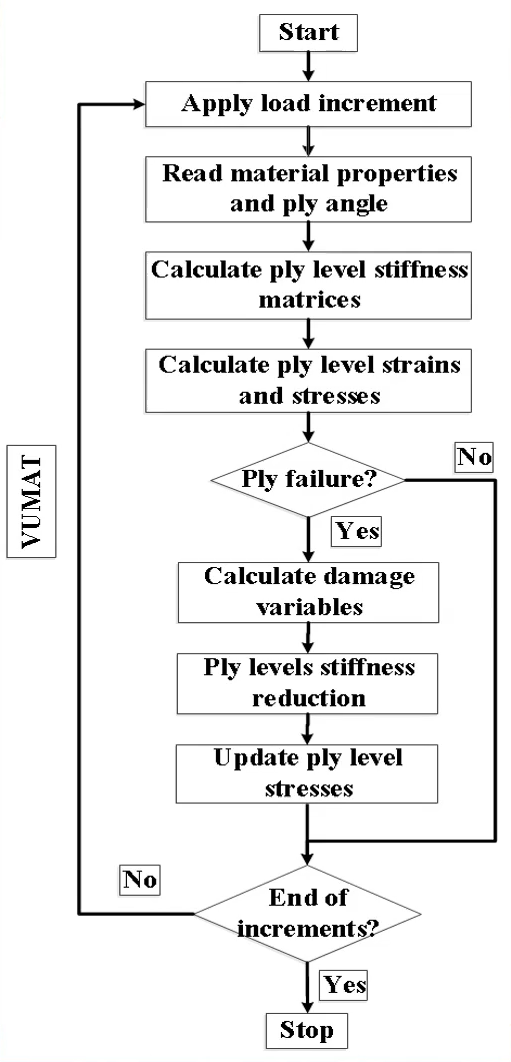 Start
Apply load increment
Read material properties
and ply angle
Calculate ply level stiffness
matrices
Calculate ply level strains
and stresses
Ply failure?
No
VUMAT
Yes
Calculate damage
variables
Ply levels stiffness
reduction
Update ply level
stresses
No
End of
increments?
Yes
Stop